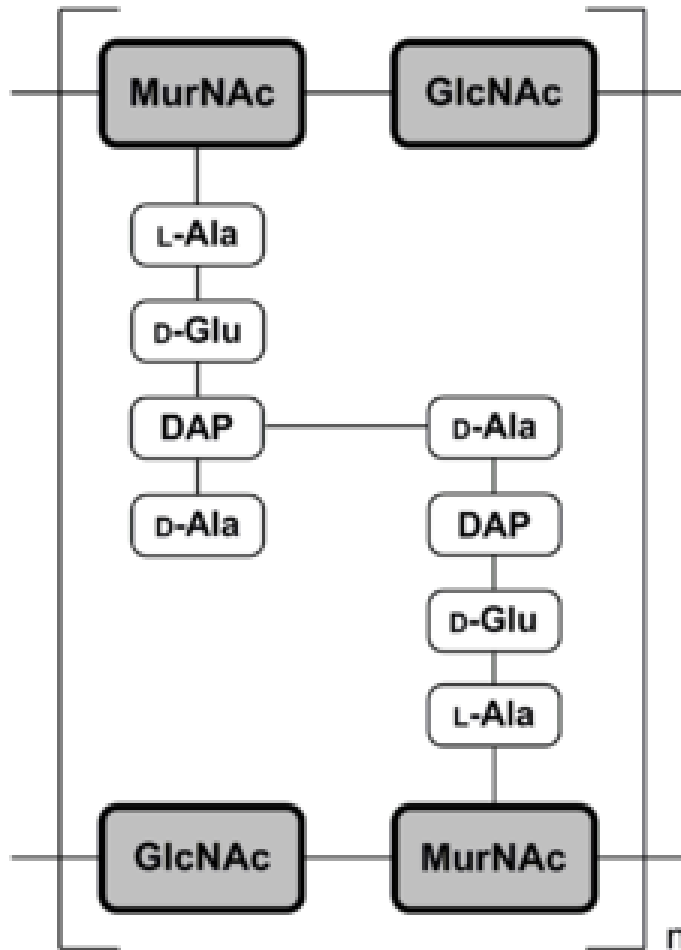 MurNAc GlcNAc
L-Ala
D-Glu
DAP D-Ala
D-Ala DAP
D-Glu
L-Ala
GlcNAc MurNAc
n